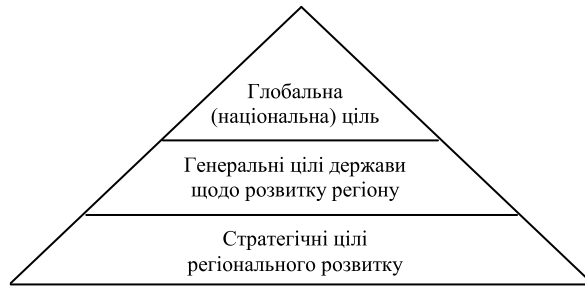 Глобальна
(національна) ціль
Генеральні цілі держави
щодо розвитку регіону
Стратегічні цілі
регіонального розвитку